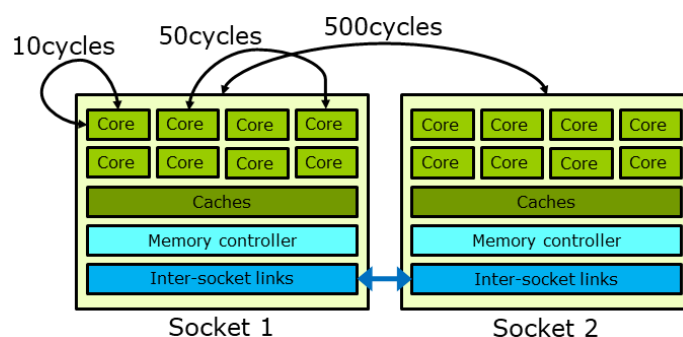 10cycles 50cycles 500cycles
Core Core Core Core Core Core Core Core
Core Core Core Core Core Core Core Core
Caches Caches
Memory controller Memory controller
Inter-socket links Inter-socket links
Socket 1 Socket 2